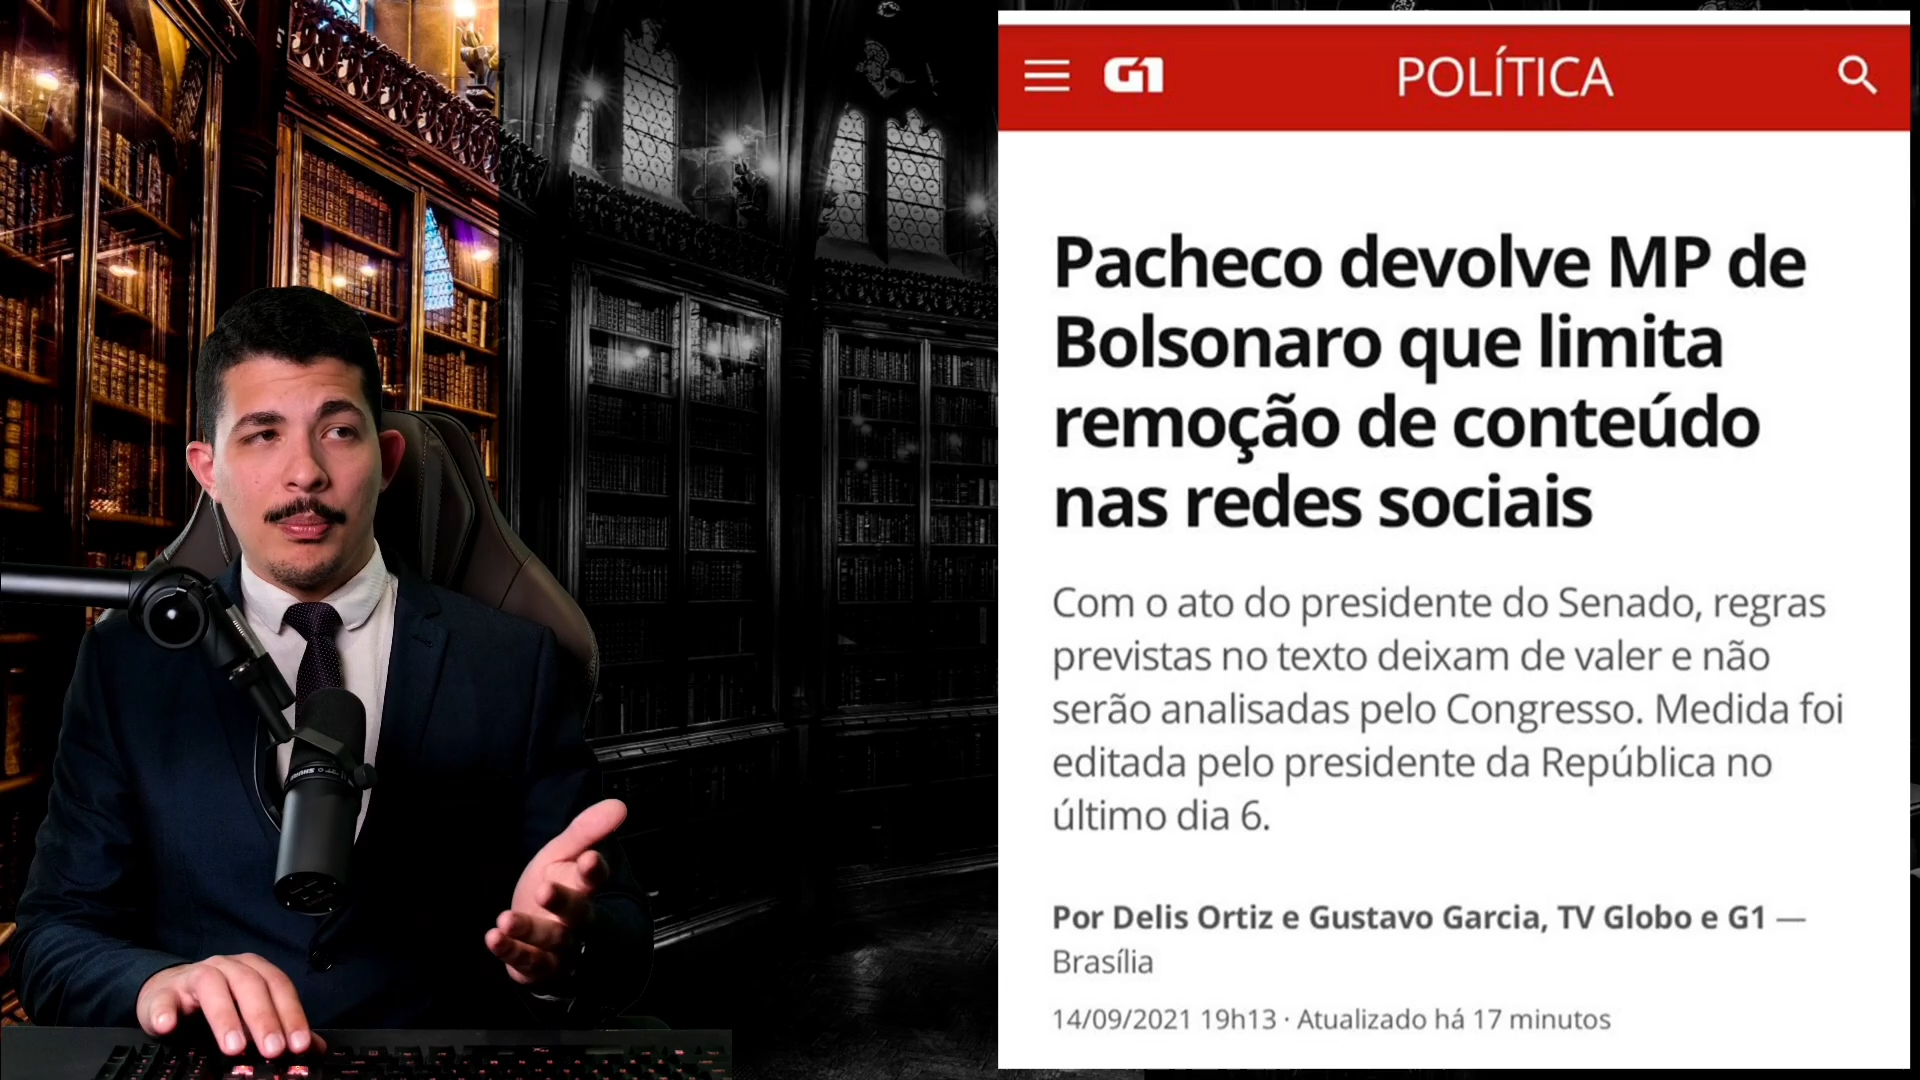 G1
POLÍTICA
Pacheco devolve MP de
Bolsonaro que limita
remoção de conteúdo
nas redes sociais
Com o ato do presidente do Senado, regras
previstas no texto deixam de valer e não
serão analisadas pelo Congresso. Medida foi
editada pelo presidente da República no
último dia 6.
Por Delis Ortiz e Gustavo Garcia, TV Globo e G1 —
Brasília
14/09/2021 19h13 · Atualizado há 17 minutos
SHURE